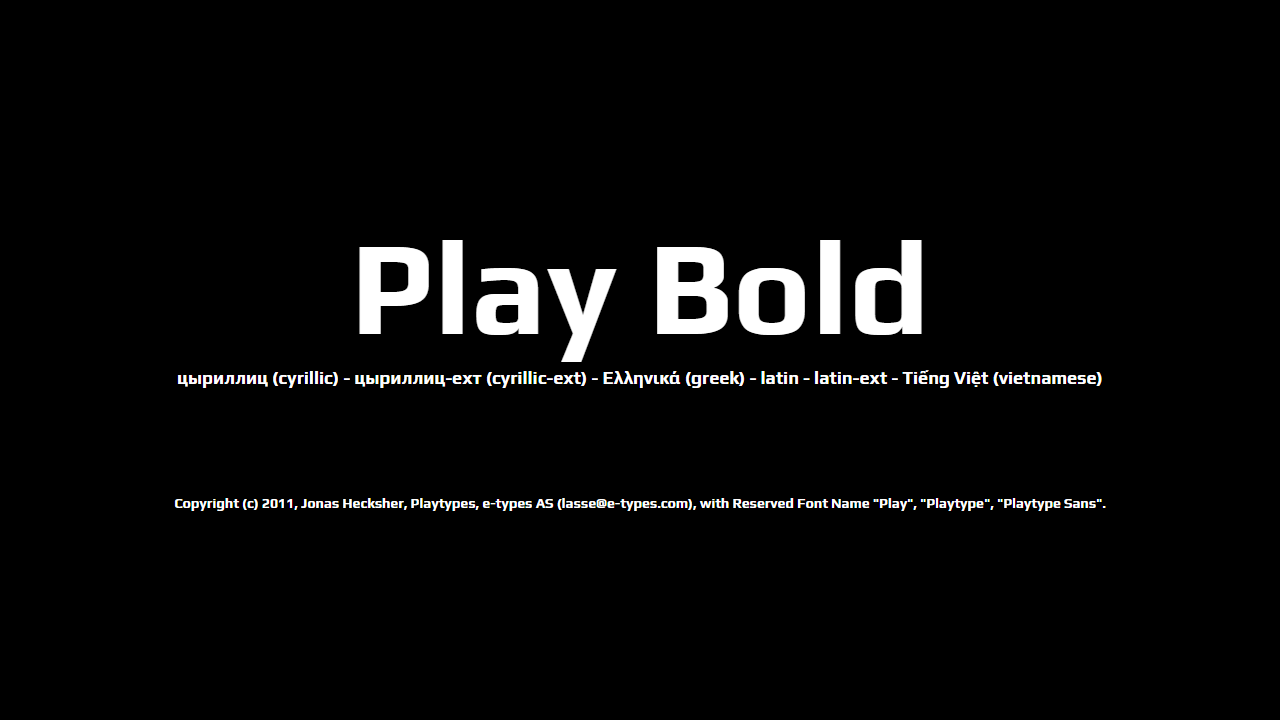 Play Bold
цыриллиц (cyrillic) - цыриллиц-ext (cyrillic-ext) - Ελληνικά (greek) - latin - latin-ext - Tiếng Việt (vietnamese)
Copyright (c) 2011, Jonas Hecksher, Playtypes, e-types AS (lasse@e-types.com), with Reserved Font Name "Play", "Playtype", "Playtype Sans".